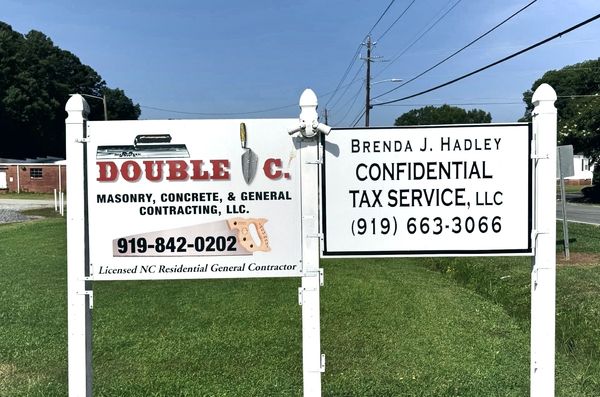 DOUBLE C.
MASONRY, CONCRETE, & GENERAL
CONTRACTING, LLC.
919-842-0202
Licensed NC Residential General Contractor
BRENDA J. HADLEY
CONFIDENTIAL
TAX SERVICE, LLC
(919) 663-3066